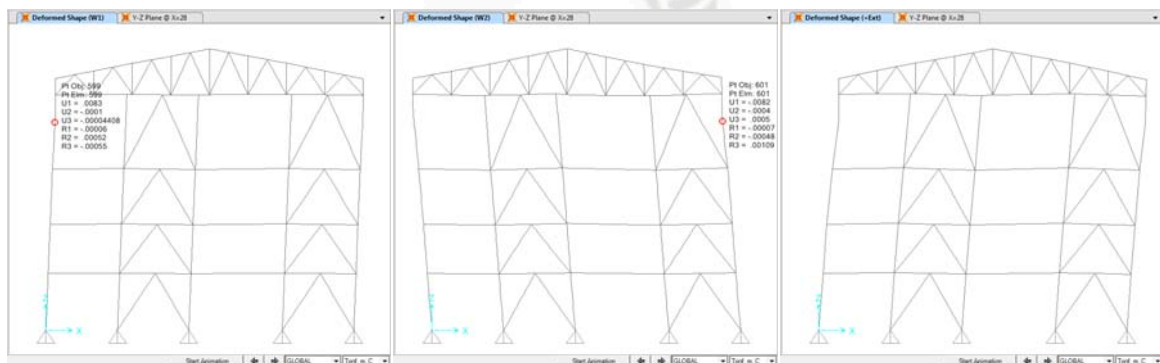 Deformed Shape (W1)
Y-Z Plane @ X=28
Pt Obj: 599
Pt Elm: 599
U1 = .0083
U2 = -.0001
U3 = -.00004408
R1 = -.00006
R2 = .00052
R3 = -.00055
Z
X
Start Animation
GLOBAL
Tonf, m, C
Deformed Shape (W2)
Y-Z Plane @ X=28
Pt Obj: 601
Pt Elm: 601
U1 = -.0082
U2 = -.0004
U3 = .0005
R1 = -.00007
R2 = -.00048
R3 = .00109
Z
X
Start Animation
GLOBAL
Tonf, m, C
Deformed Shape (+Ext)
Y-Z Plane @ X=28
Z
X
Start Animation
GLOBAL
Tonf, m, C